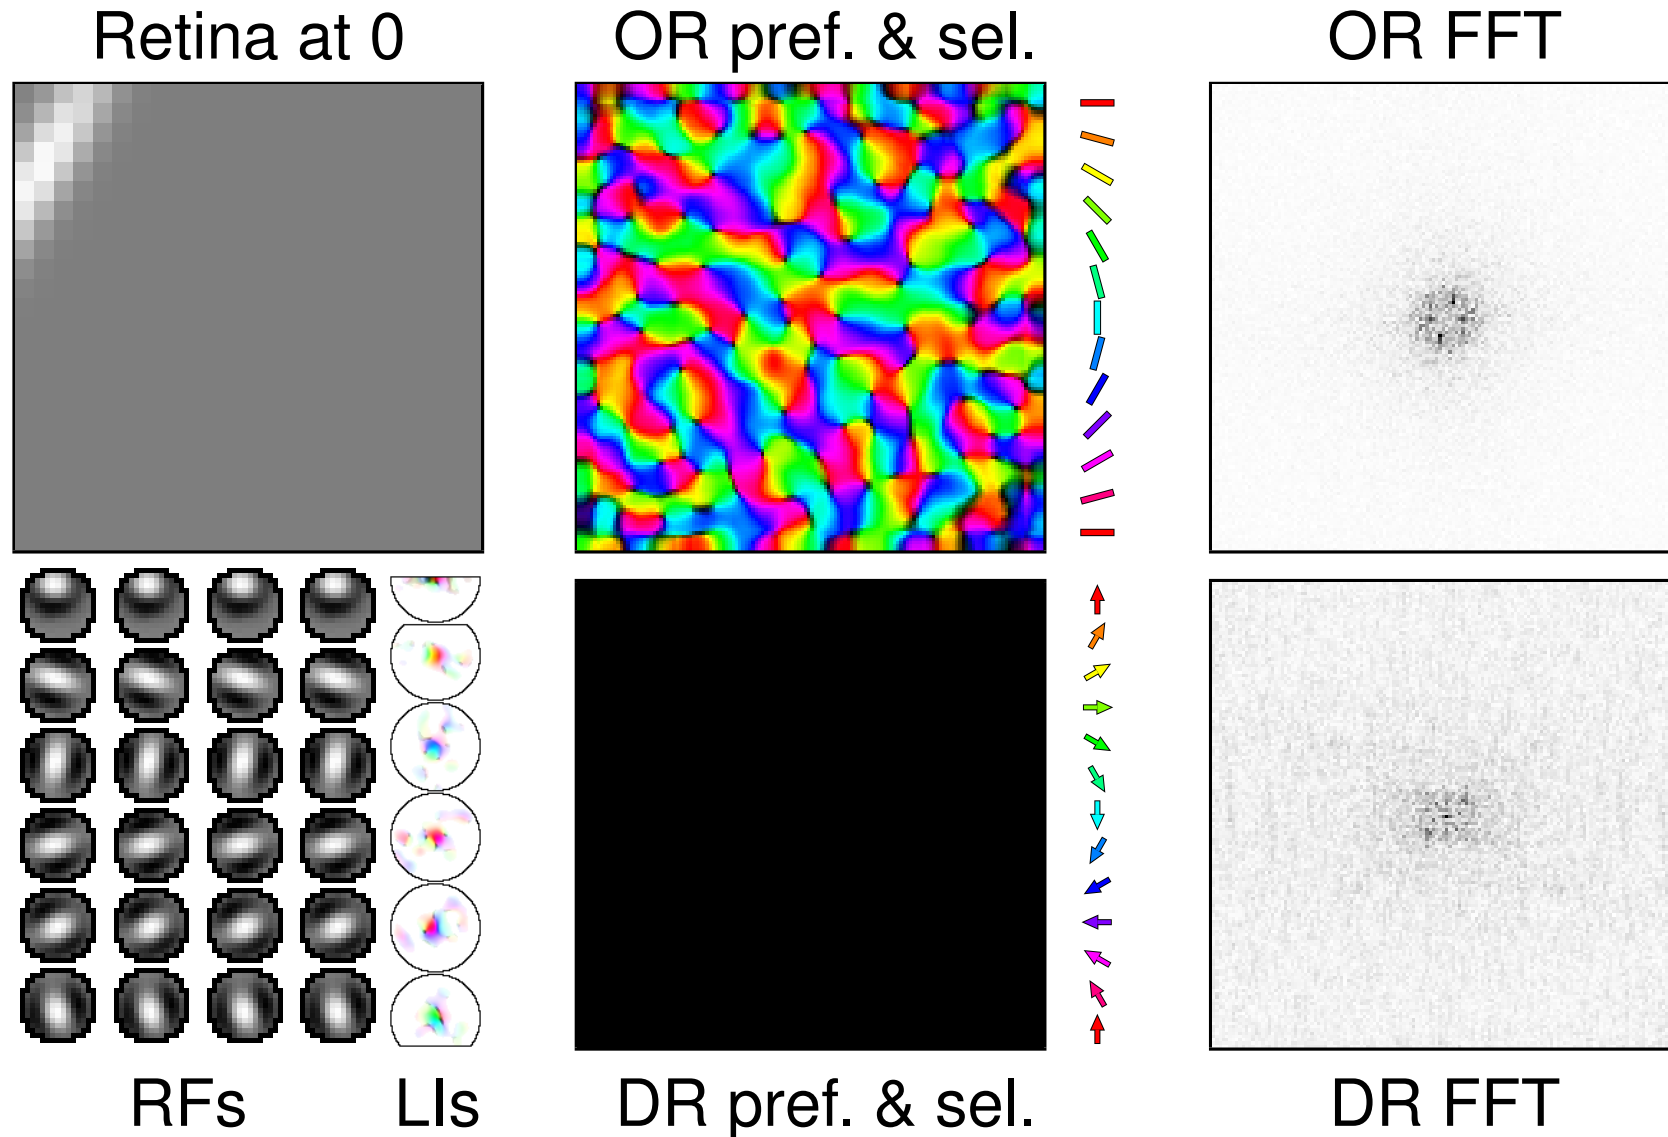 Retina at 0
OR pref. & sel.
OR FFT
RFs
LIs
DR pref. & sel.
DR FFT